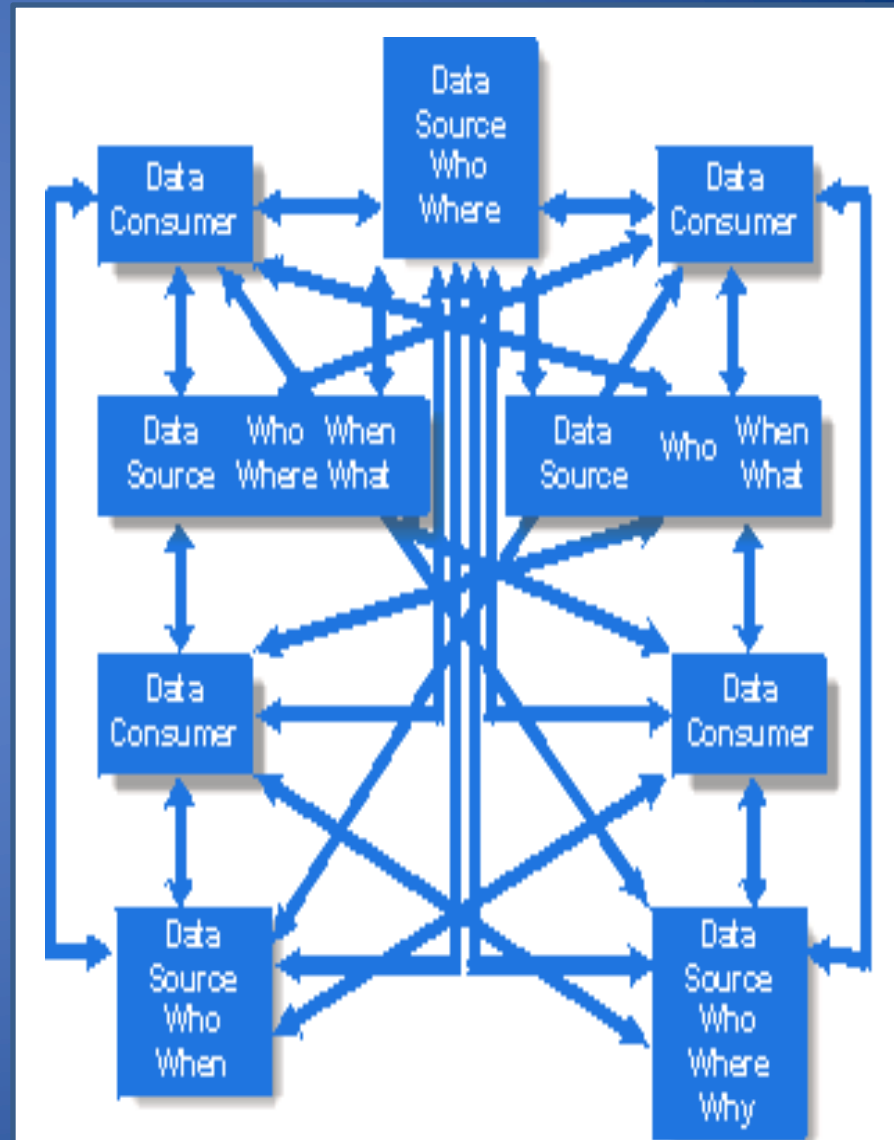 Data
Source
Who
Where
Data
Consumer
Data
Consumer
Data
Source
Who
Where
When
What
Data
Source
Who
When
What
Data
Consumer
Data
Consumer
Data
Source
Who
When
Data
Source
Who
Where
Why